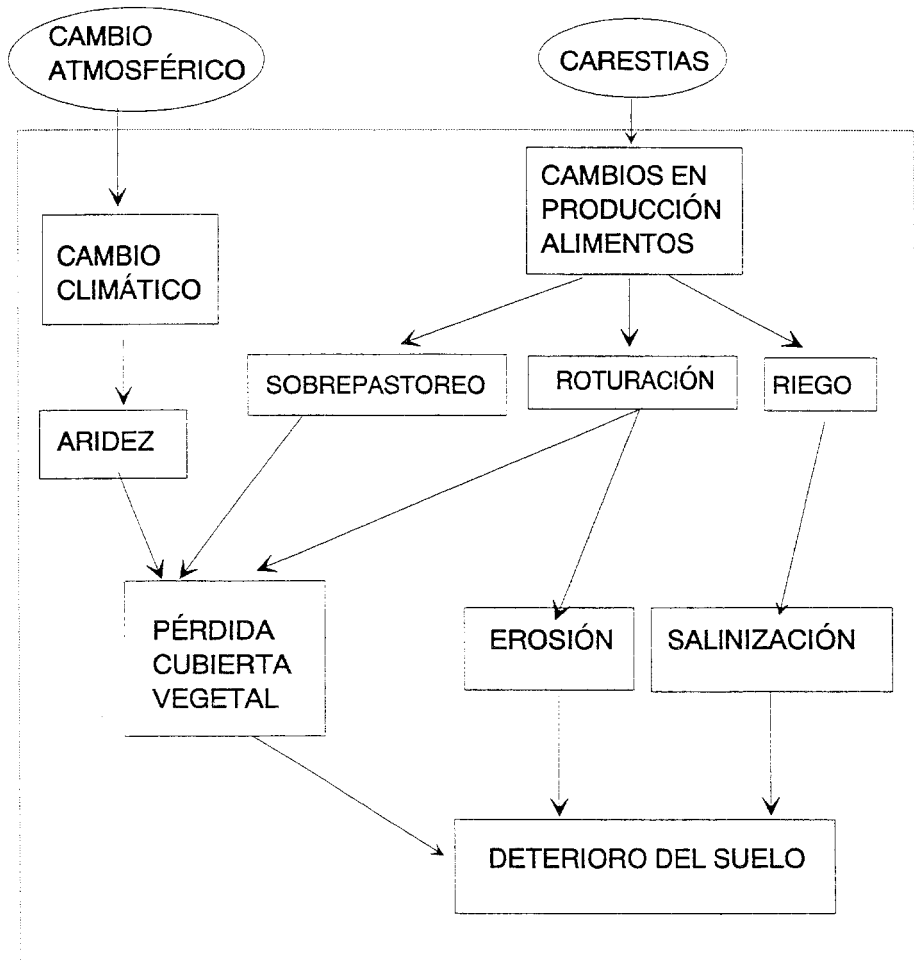 CAMBIO
ATMOSFÉRICO
CARESTIAS
CAMBIOS EN
PRODUCCIÓN
ALIMENTOS
CAMBIO
CLIMÁTICO
SOBREPASTOREO
ROTURACIÓN
RIEGO
ARIDEZ
PÉRDIDA
CUBIERTA
VEGETAL
EROSIÓN
SALINIZACIÓN
DETERIORO DEL SUELO